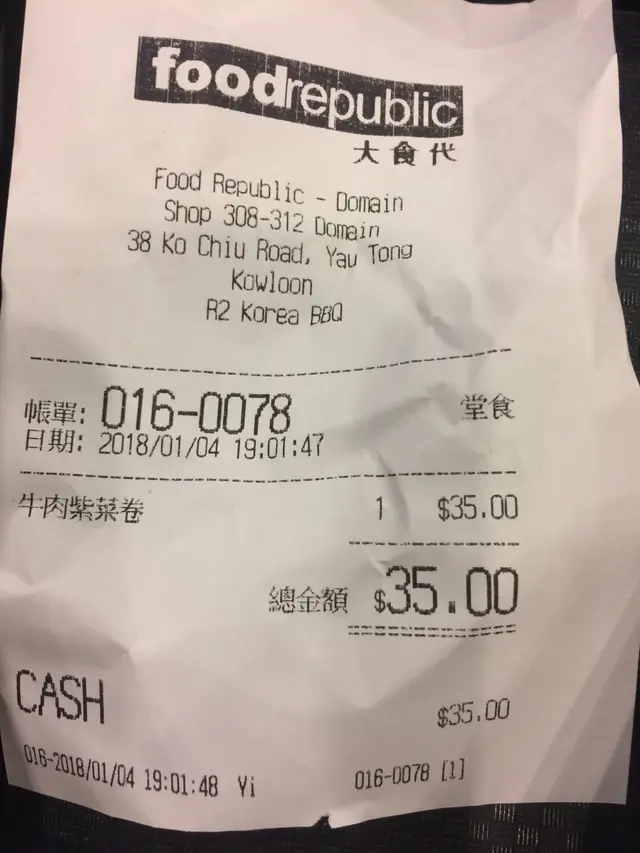 foodrepublic
大食代
Food Republic - Domain
Shop 308-312 Domain
38 Ko Chiu Road, Yau Tong
Kowloon
R2 Korea BBQ
帳單: 016-0078 堂食
日期: 2018/01/04 19:01:47
牛肉紫菜卷 1 $35.00
總金額 $35.00
CASH $35.00
016-2018/01/04 19:01:48 Yi 016-0078 [1]